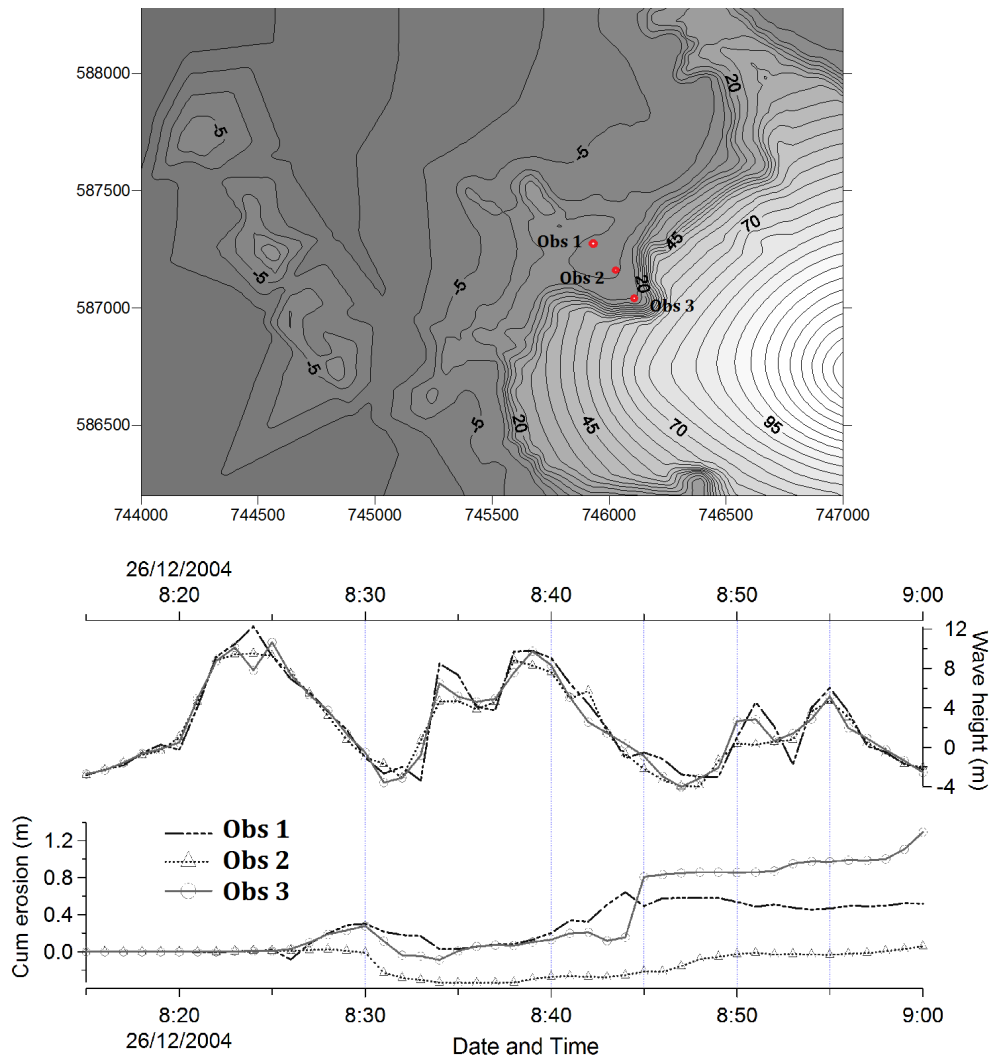 588000
587500
587000
586500
744000 744500 745000 745500 746000 746500 747000
-5
20
-5
70
Obs 1
45
-5
Obs 2
20
-5
Obs 3
-5
-5
20
45
70
95
26/12/2004
8:20 8:30 8:40 8:50 9:00
12
8
4
0
-4
Wave height (m)
Obs 1
Obs 2
Obs 3
1.2
0.8
0.4
0.0
Cum erosion (m)
8:20 8:30 8:40 8:50 9:00
26/12/2004
Date and Time